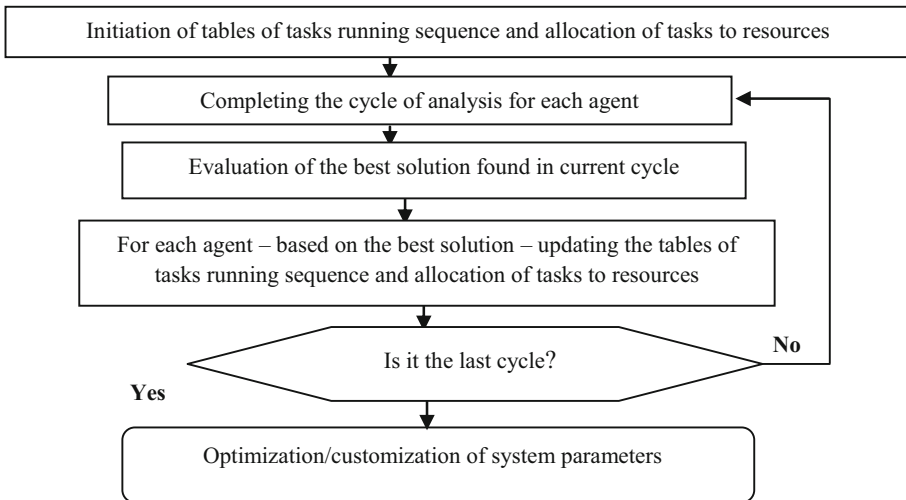 Initiation of tables of tasks running sequence and allocation of tasks to resources
Completing the cycle of analysis for each agent
Evaluation of the best solution found in current cycle
For each agent – based on the best solution – updating the tables of
tasks running sequence and allocation of tasks to resources
Is it the last cycle?
No
Yes
Optimization/customization of system parameters